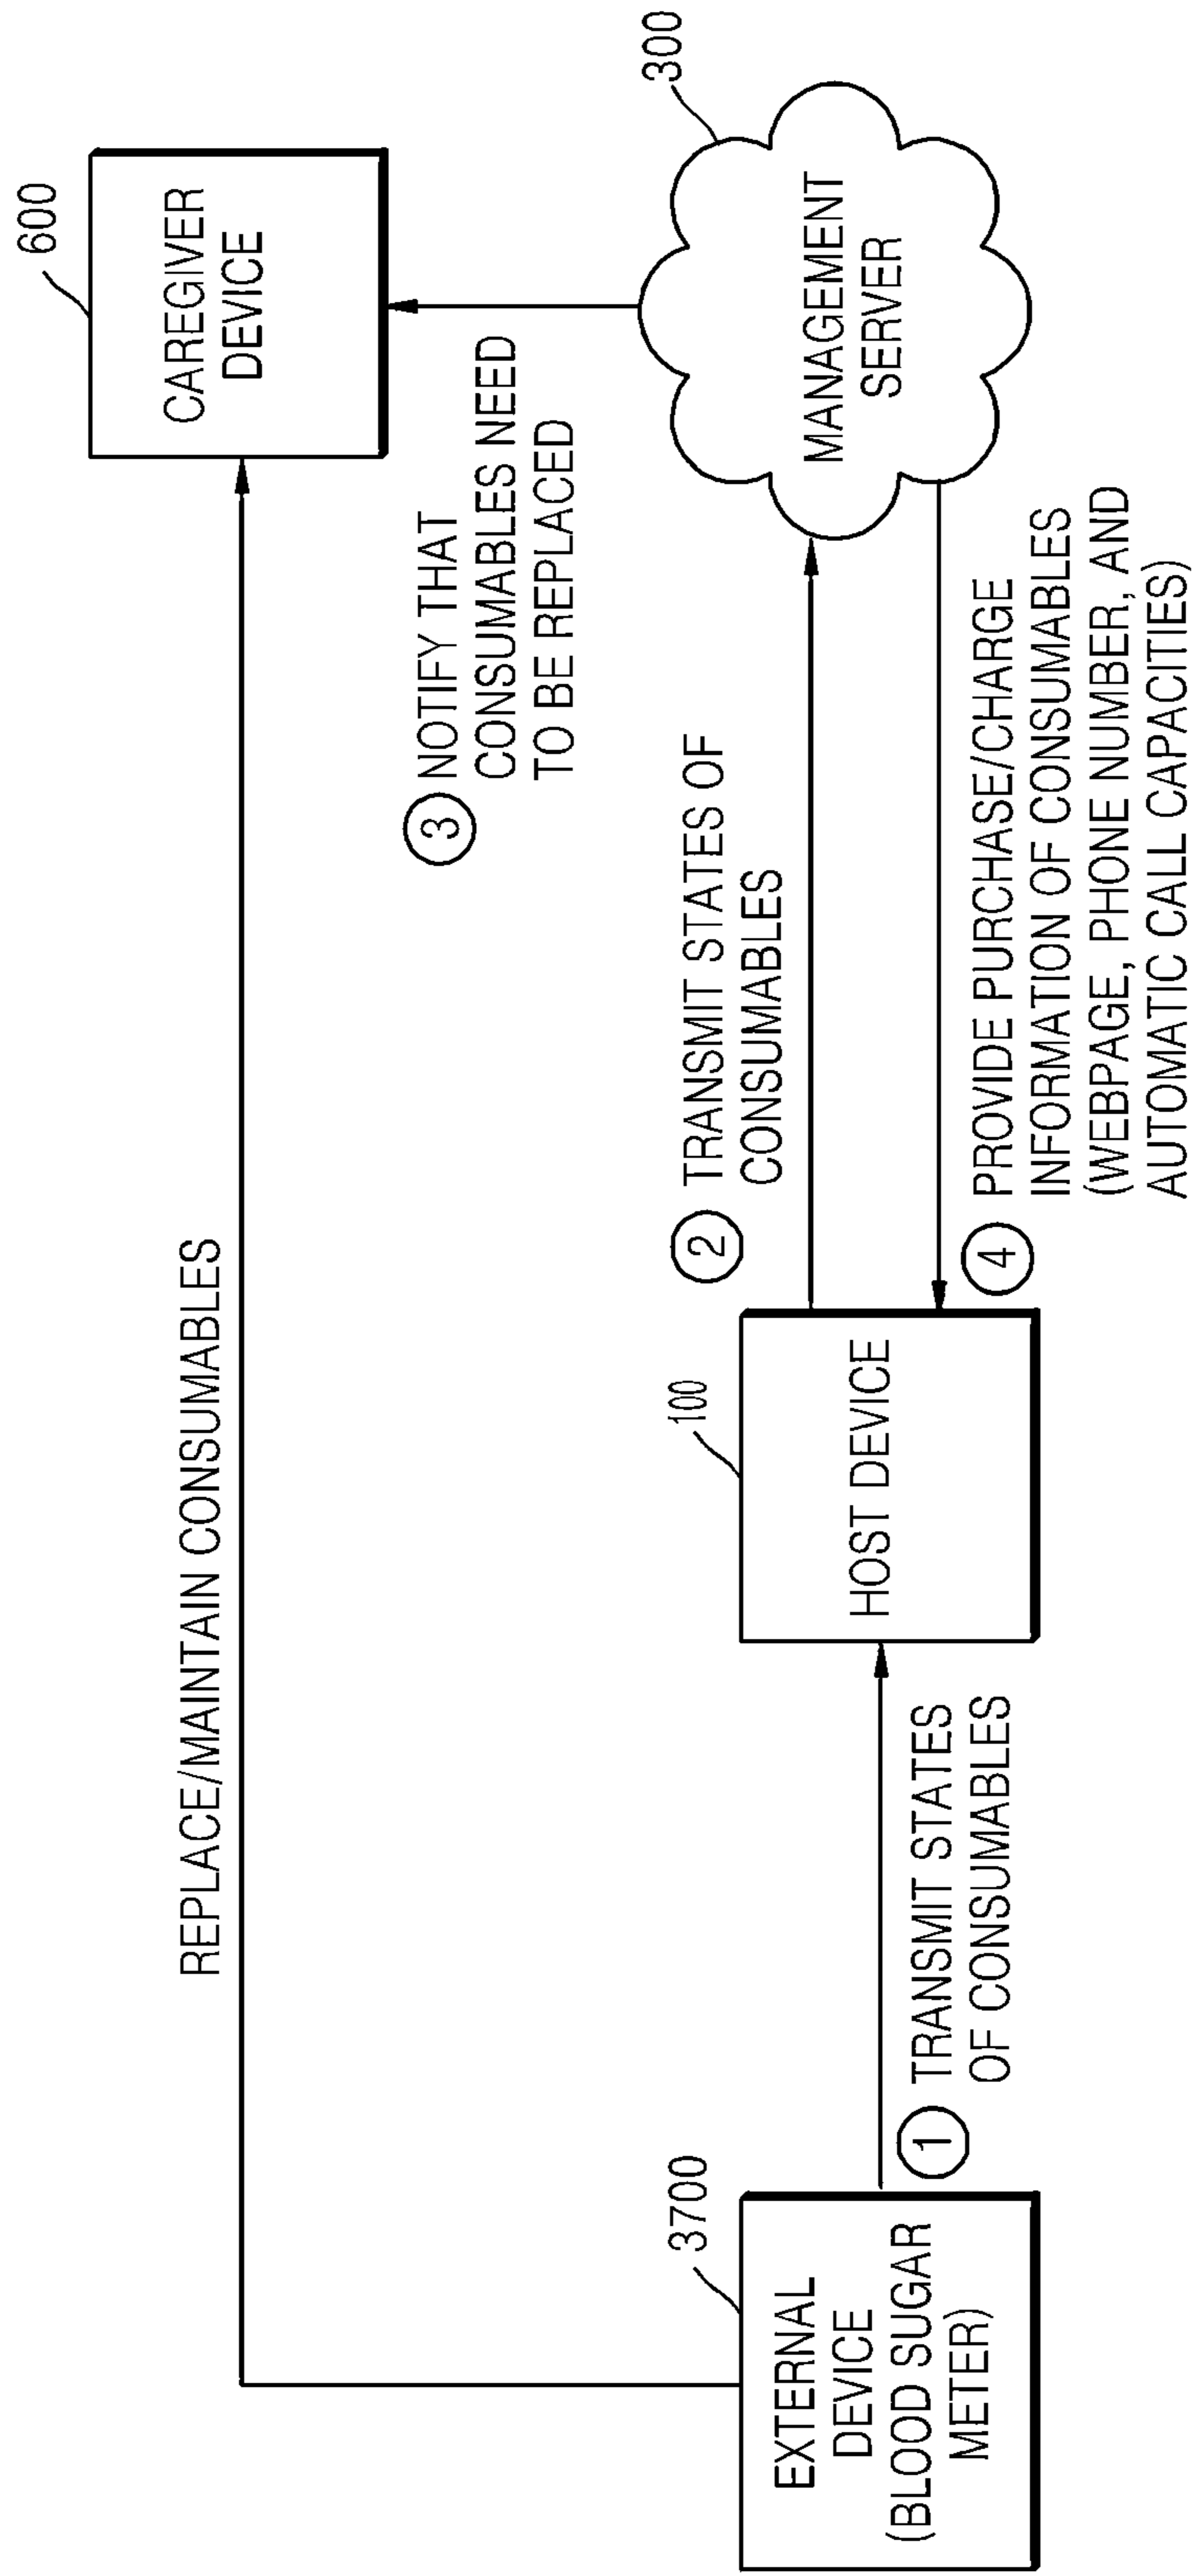 600
CAREGIVER
DEVICE
REPLACE/MAINTAIN CONSUMABLES
3 NOTIFY THAT
CONSUMABLES NEED
TO BE REPLACED
300
MANAGEMENT
SERVER
2 TRANSMIT STATES OF
CONSUMABLES
100
HOST DEVICE
4 PROVIDE PURCHASE/CHARGE
INFORMATION OF CONSUMABLES
(WEBPAGE, PHONE NUMBER, AND
AUTOMATIC CALL CAPACITIES)
3700
EXTERNAL
DEVICE
(BLOOD SUGAR
METER)
1 TRANSMIT STATES
OF CONSUMABLES